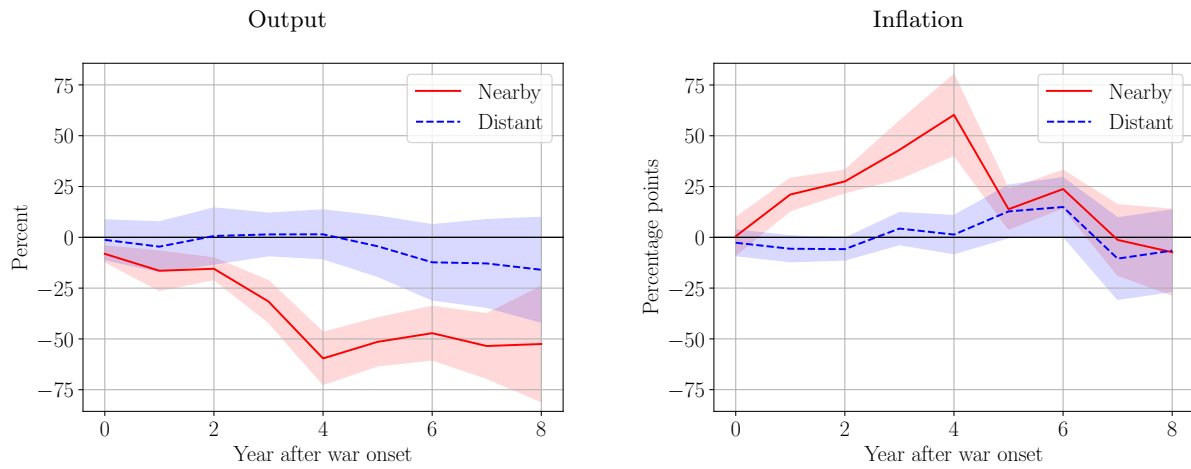 Output
Percent
75
50
25
0
−25
−50
−75
Nearby
Distant
0
2
4
6
8
Year after war onset
Inflation
Percentage points
75
50
25
0
−25
−50
−75
Nearby
Distant
0
2
4
6
8
Year after war onset